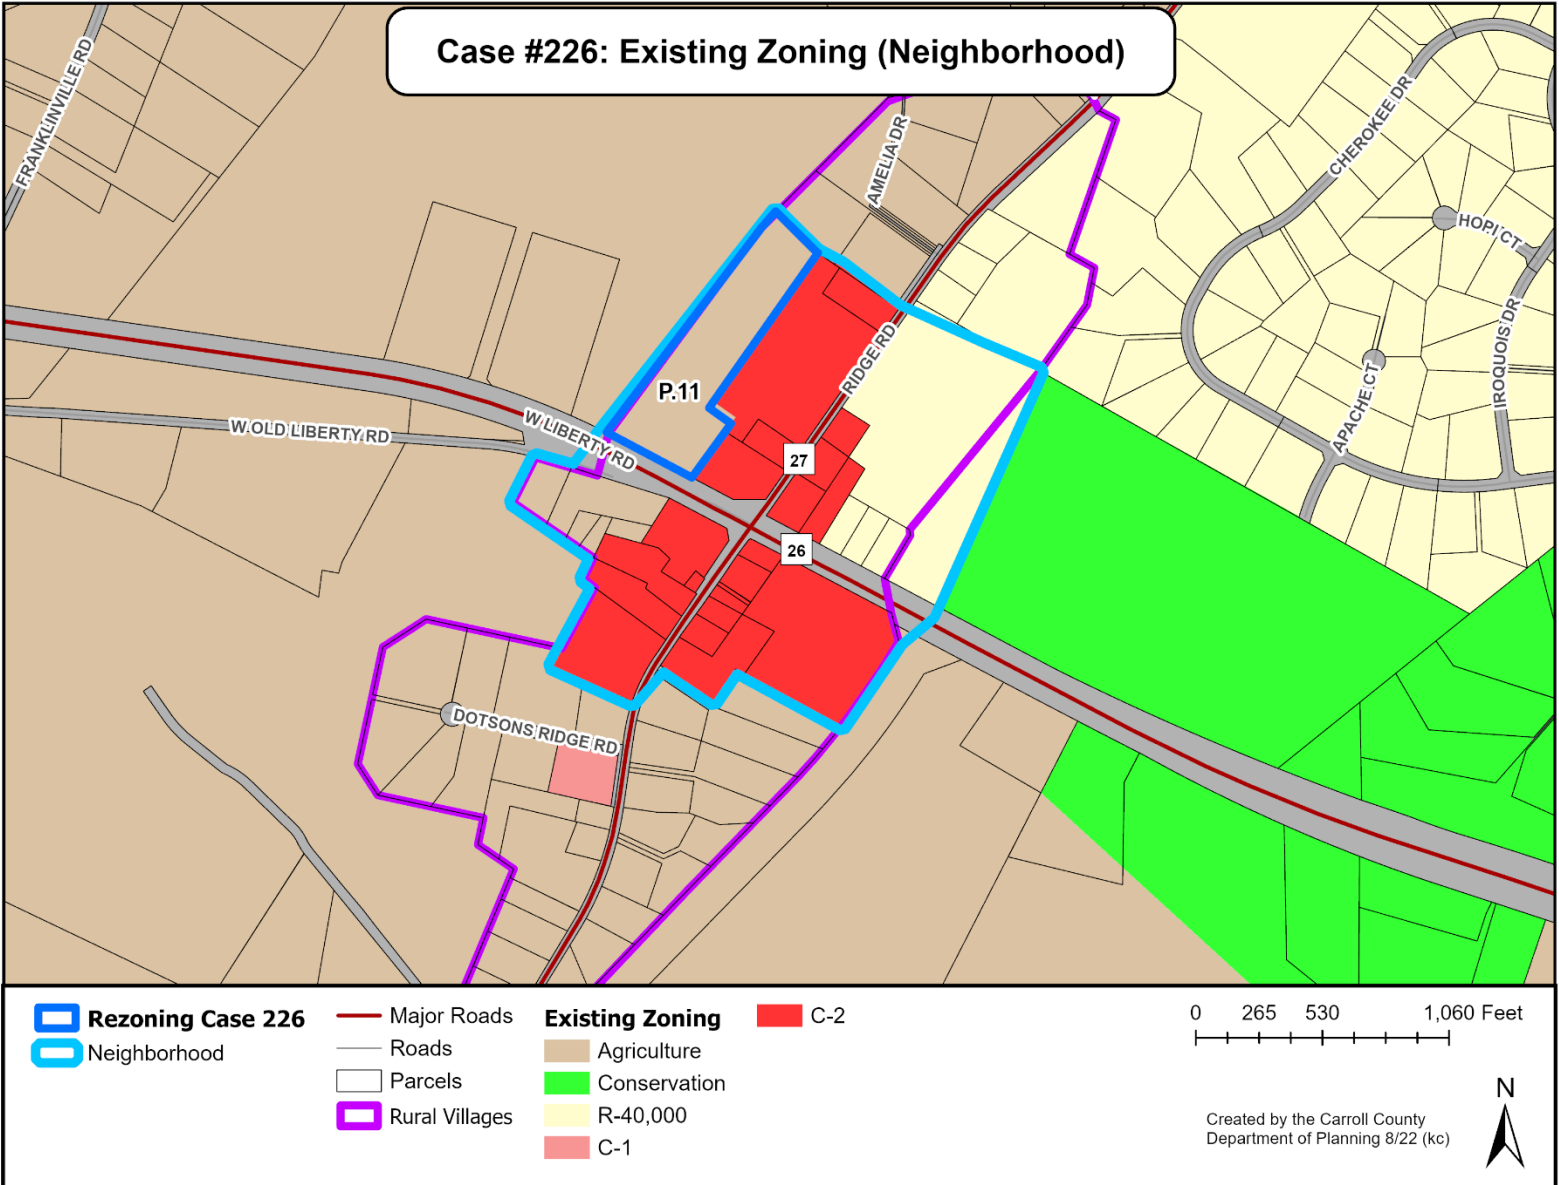 Case #226: Existing Zoning (Neighborhood)
FRANKLINVILLE RD
AMELIA DR
CHEROKEE DR
HOPI CT
IROQUOIS DR
APACHE CT
RIDGE RD
P.11
W OLD LIBERTY RD
W LIBERTY RD
27
26
DOTSONS RIDGE RD
Rezoning Case 226
Neighborhood
Major Roads
Roads
Parcels
Rural Villages
Existing Zoning
Agriculture
Conservation
R-40,000
C-1
C-2
0 265 530 1,060 Feet
N
Created by the Carroll County
Department of Planning 8/22 (kc)